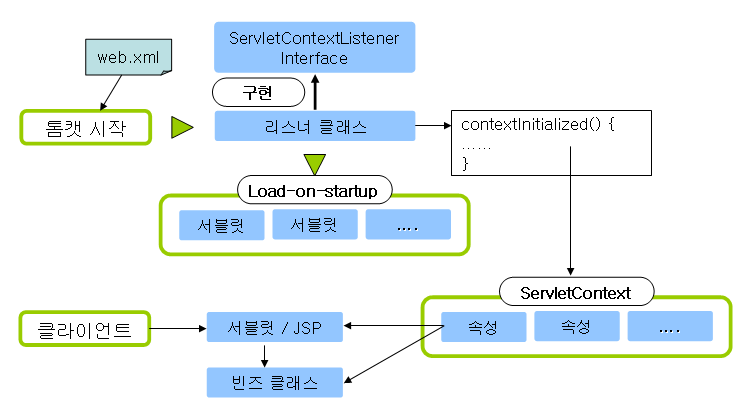 web.xml
ServletContextListener
Interface
구현
톰캣 시작
리스너 클래스
contextInitialized() {
......
}
Load-on-startup
서블릿
서블릿
....
ServletContext
속성
속성
....
클라이언트
서블릿 / JSP
빈즈 클래스